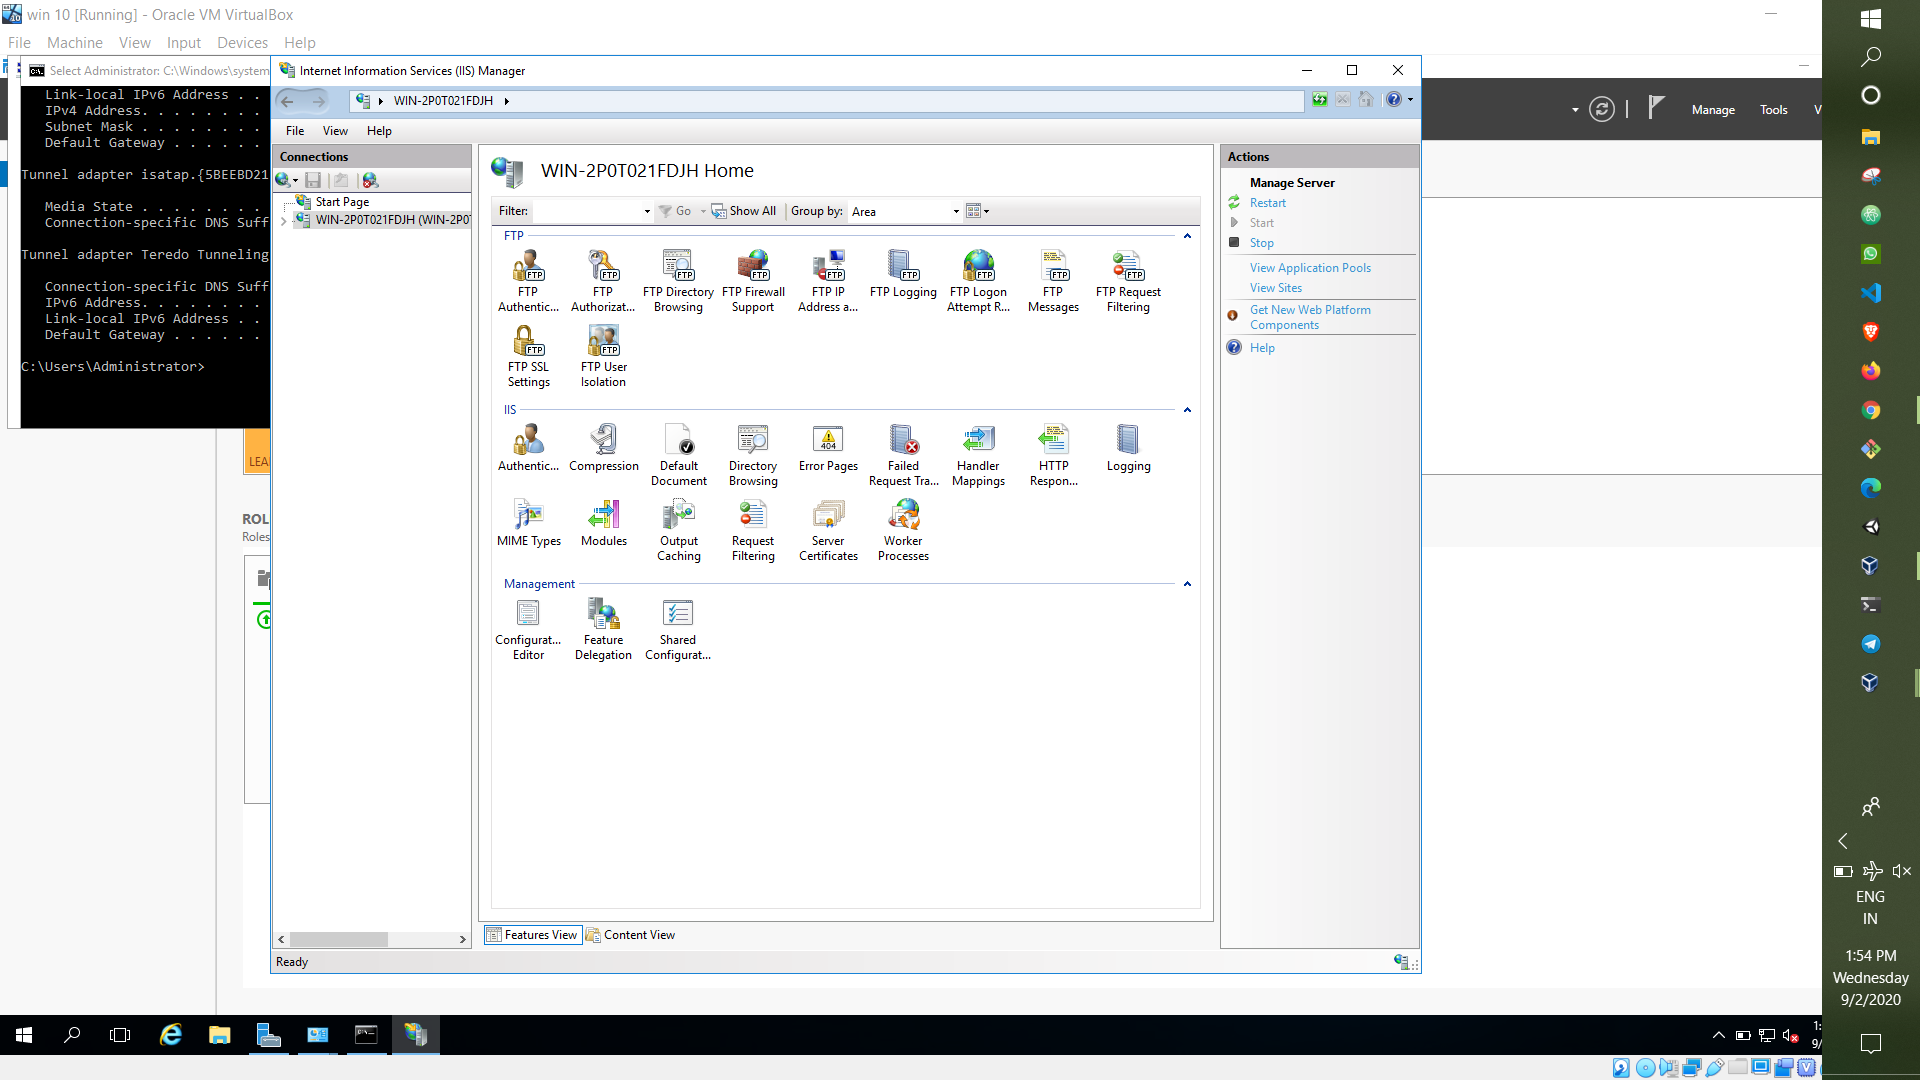 win 10 [Running] - Oracle VM VirtualBox
File Machine View Input Devices Help
Select Administrator: C:\Windows\system
Link-local IPv6 Address . .
IPv4 Address. . . . . . . .
Subnet Mask . . . . . . . .
Default Gateway . . . . . .
Tunnel adapter isatap.{5BEEBD21
Media State . . . . . . . .
Connection-specific DNS Suff
Tunnel adapter Teredo Tunneling
Connection-specific DNS Suff
IPv6 Address. . . . . . . .
Link-local IPv6 Address . .
Default Gateway . . . . . .
C:\Users\Administrator>
LEA
ROL
Roles
Internet Information Services (IIS) Manager
WIN-2P0T021FDJH
File View Help
Connections
Start Page
WIN-2P0T021FDJH (WIN-2P0
WIN-2P0T021FDJH Home
Filter: Go Show All Group by: Area
FTP
FTP Authentic...
FTP Authorizat...
FTP Directory Browsing
FTP Firewall Support
FTP IP Address a...
FTP Logging
FTP Logon Attempt R...
FTP Messages
FTP Request Filtering
FTP SSL Settings
FTP User Isolation
IIS
Authentic...
Compression
Default Document
Directory Browsing
Error Pages
Failed Request Tra...
Handler Mappings
HTTP Respon...
Logging
MIME Types
Modules
Output Caching
Request Filtering
Server Certificates
Worker Processes
Management
Configurat... Editor
Feature Delegation
Shared Configurat...
Features View Content View
Ready
Actions
Manage Server
Restart
Start
Stop
View Application Pools
View Sites
Get New Web Platform
Components
Help
Manage Tools V
ENG
IN
1:54 PM
Wednesday
9/2/2020
1:
9/